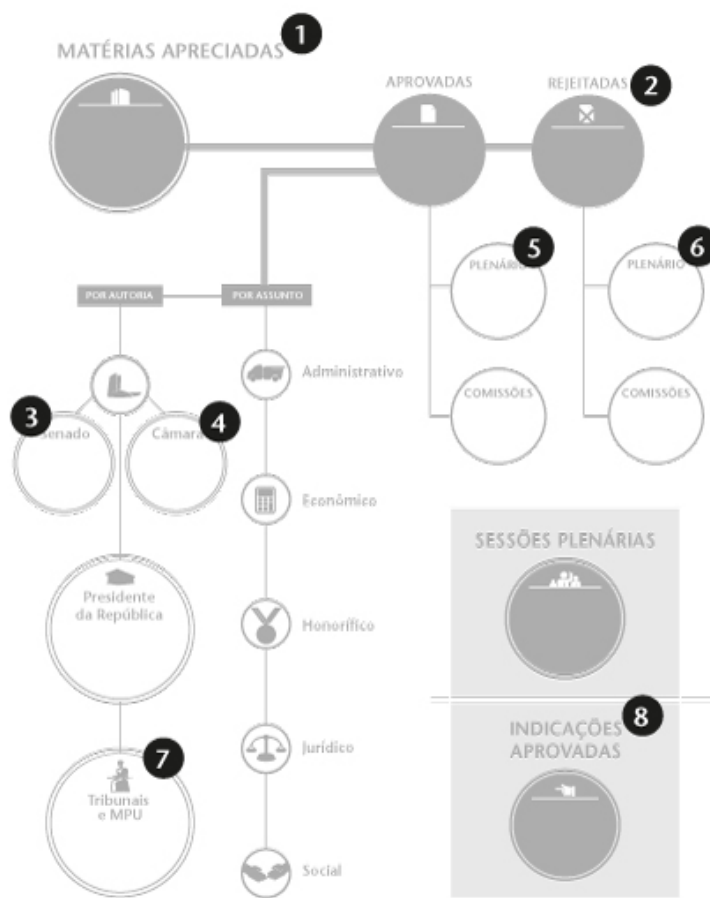 MATÉRIAS APRECIADAS
1
APROVADAS
REJEITADAS
2
PLENÁRIO
5
PLENÁRIO
6
POR AUTORIA
POR ASSUNTO
COMISSÕES
COMISSÕES
Administrativo
3
Senado
Câmara
4
Econômico
SESSÕES PLENÁRIAS
Presidente
da República
Honorífico
INDICAÇÕES
APROVADAS
8
Jurídico
7
Tribunais
e MPU
Social